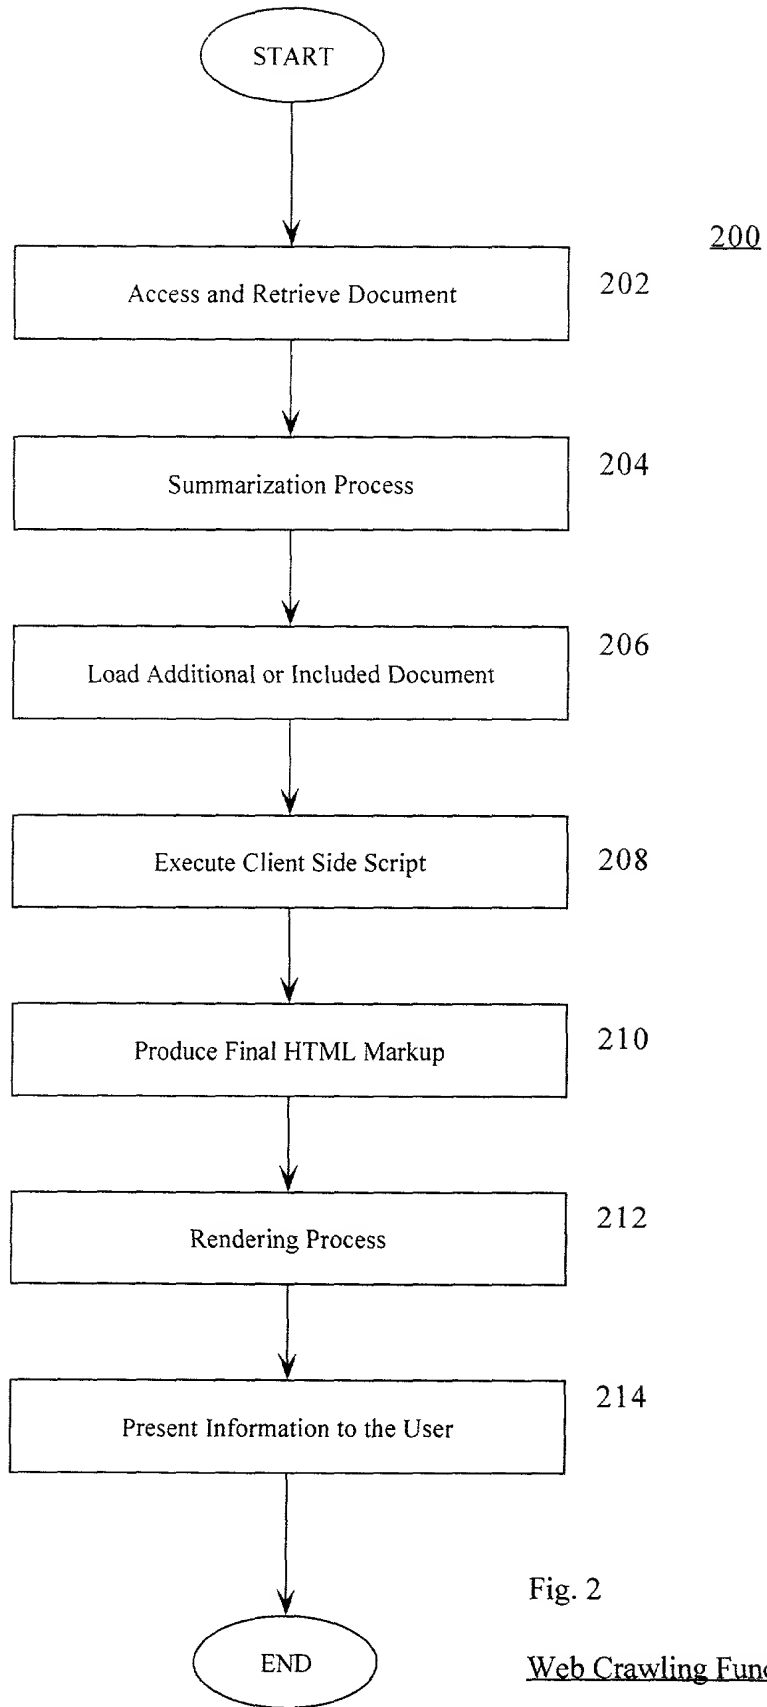 START
200
Access and Retrieve Document 202
Summarization Process 204
Load Additional or Included Document 206
Execute Client Side Script 208
Produce Final HTML Markup 210
Rendering Process 212
Present Information to the User 214
Fig. 2
END
Web Crawling